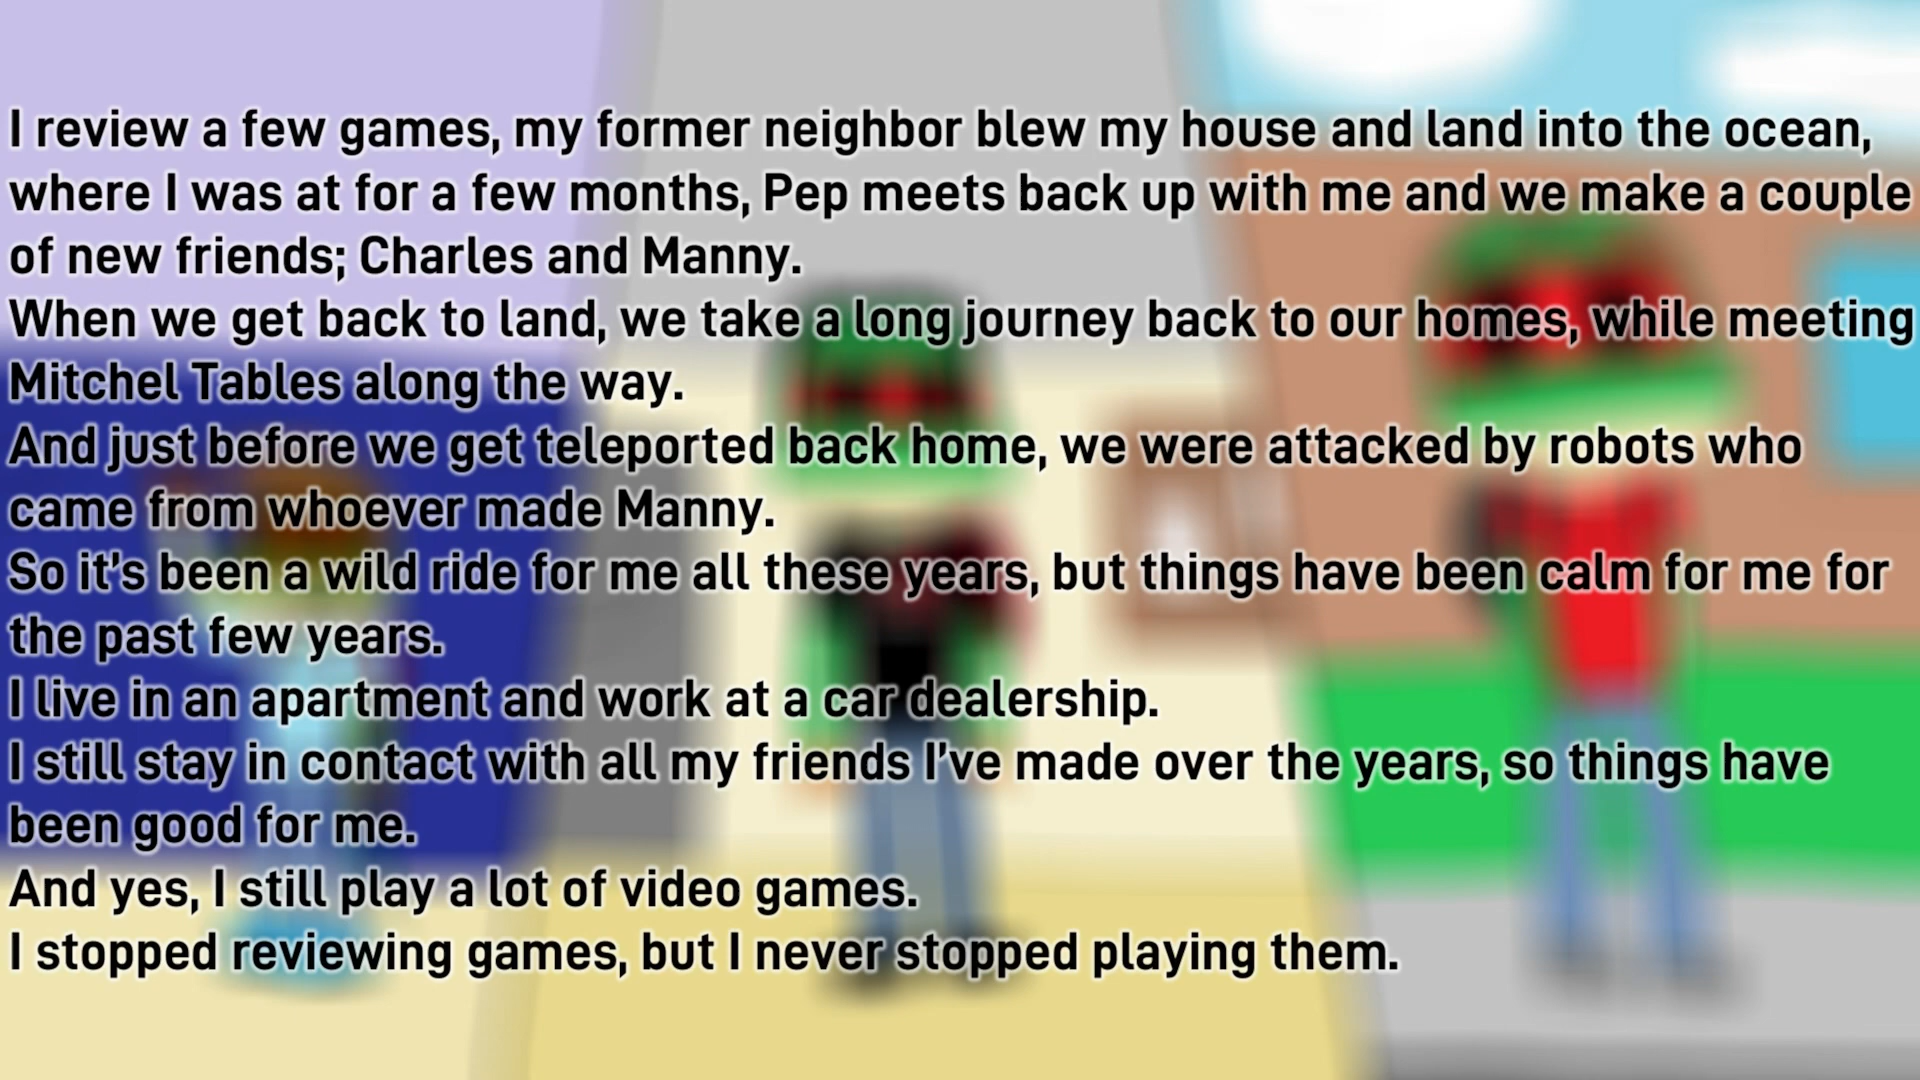 I review a few games, my former neighbor blew my house and land into the ocean,
where I was at for a few months, Pep meets back up with me and we make a couple
of new friends; Charles and Manny.
When we get back to land, we take a long journey back to our homes, while meeting
Mitchel Tables along the way.
And just before we get teleported back home, we were attacked by robots who
came from whoever made Manny.
So it's been a wild ride for me all these years, but things have been calm for me for
the past few years.
I live in an apartment and work at a car dealership.
I still stay in contact with all my friends I've made over the years, so things have
been good for me.
And yes, I still play a lot of video games.
I stopped reviewing games, but I never stopped playing them.